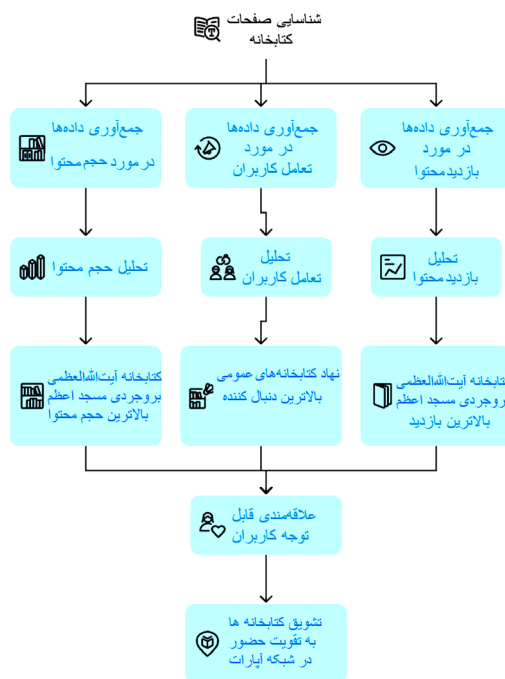 شناسایی صفحات
کتابخانه
جمع‌آوری داده‌ها
در مورد
بازدید محتوا
جمع‌آوری داده‌ها
در مورد
تعامل کاربران
جمع‌آوری داده‌ها
در مورد حجم محتوا
تحلیل
بازدید محتوا
تحلیل
تعامل کاربران
تحلیل حجم محتوا
تابخانه آیت‌الله‌العظمی
روجردی مسجد اعظم
بالاترین بازدید
نهاد کتابخانه‌های عمومی
بالاترین دنبال کننده
کتابخانه آیت‌الله‌العظمی
بروجردی مسجد اعظم
بالاترین حجم محتوا
علاقه‌مندی قابل
توجه کاربران
تشویق کتابخانه ها
به تقویت حضور
در شبکه آپارات